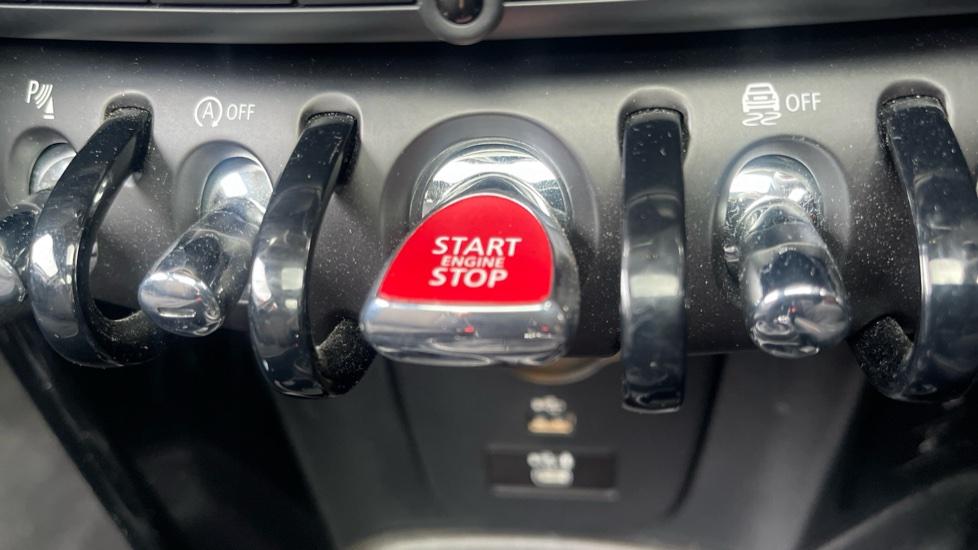 P
A OFF
OFF
START
ENGINE
STOP